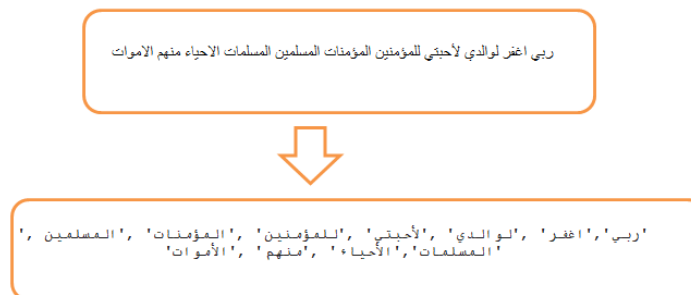 ربي اغفر لوالدي لأحبتي للمؤمنين المؤمنات المسلمين المسلمات الاحياء منهم الاموات
'ربي','اغفر' ,'لوالدي' ,'لأحبتي' ,'للمؤمنين' ,'المؤمنات' ,'المسلمين ,'
'المسلمات','الأحياء' ,'منهم' ,'الأموات'